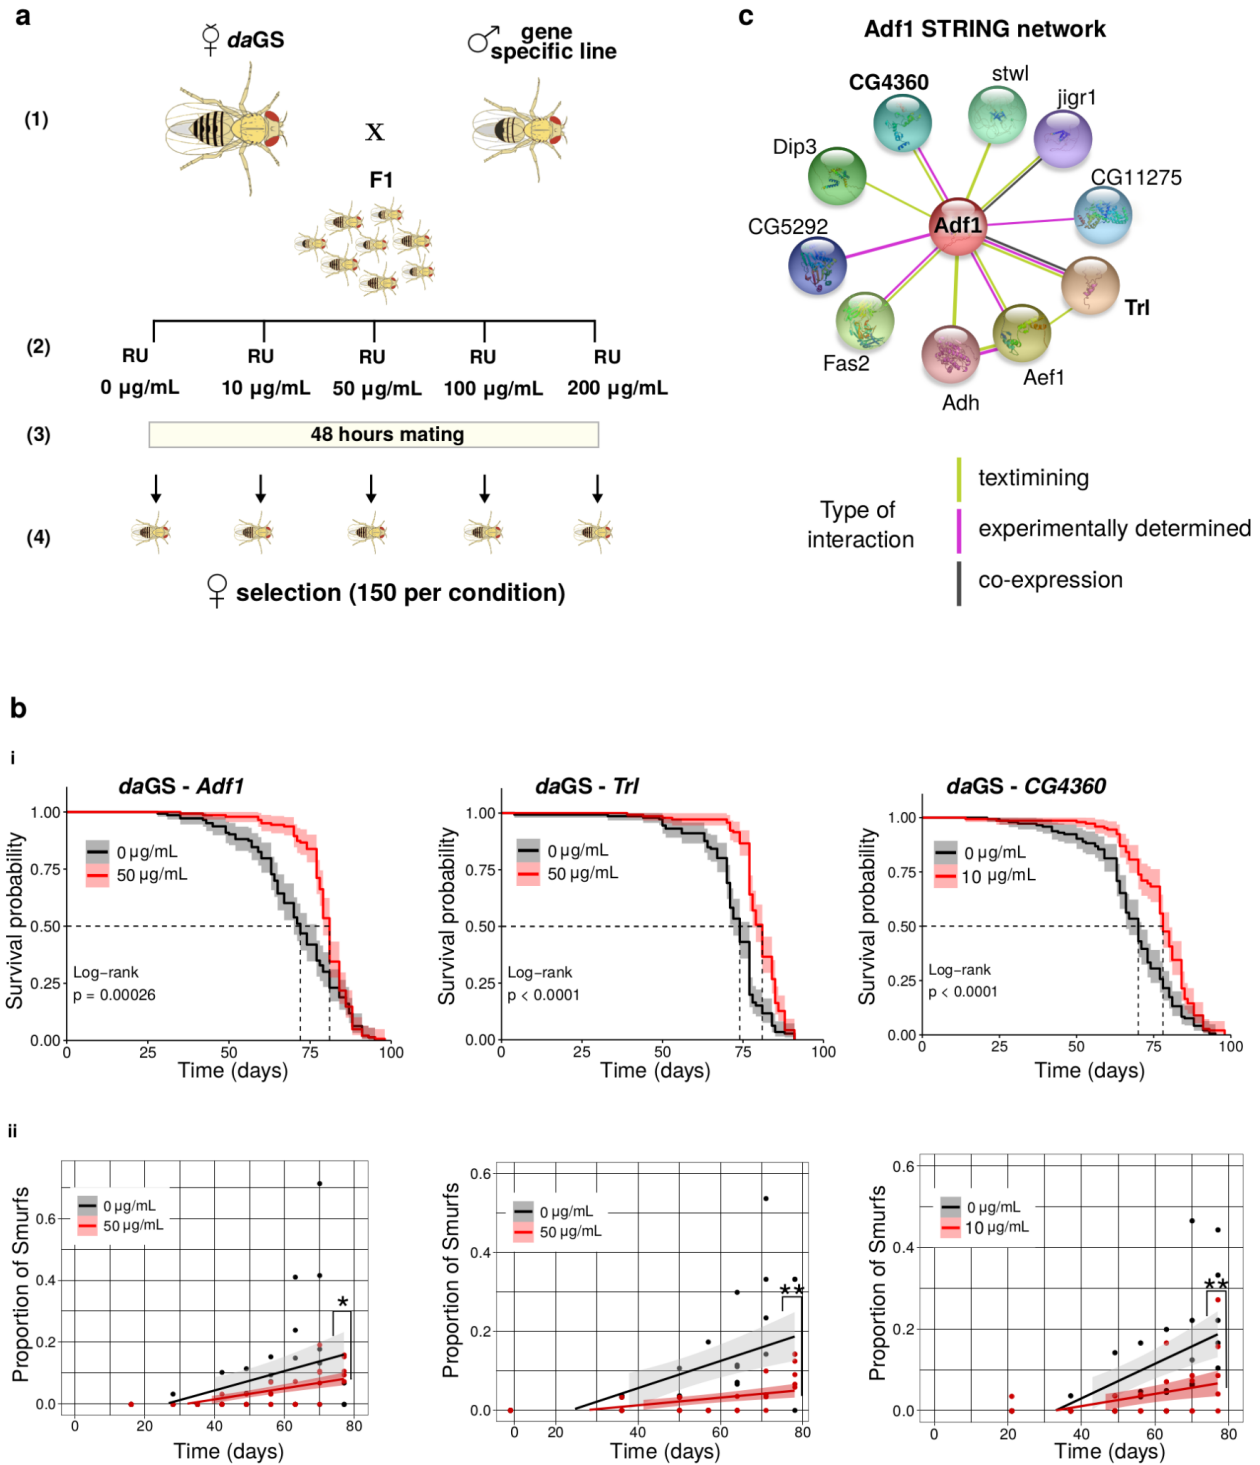 a
☿ daGS
♂ gene
specific line
(1)
X
F1
(2)
RU RU RU RU RU
0 µg/mL 10 µg/mL 50 µg/mL 100 µg/mL 200 µg/mL
(3)
48 hours mating
(4)
♀ selection (150 per condition)
c
Adf1 STRING network
CG4360
stwl
jigr1
Dip3
CG11275
CG5292
Adf1
Trl
Fas2
Aef1
Adh
Type of
interaction
textimining
experimentally determined
co-expression
b
i
daGS - Adf1
Survival probability
1.00
0.75
0.50
0.25
0.00
0 µg/mL
50 µg/mL
Log-rank
p = 0.00026
0 25 50 75 100
Time (days)
daGS - Trl
Survival probability
1.00
0.75
0.50
0.25
0.00
0 µg/mL
50 µg/mL
Log-rank
p < 0.0001
0 25 50 75 100
Time (days)
daGS - CG4360
Survival probability
1.00
0.75
0.50
0.25
0.00
0 µg/mL
10 µg/mL
Log-rank
p < 0.0001
0 25 50 75 100
Time (days)
ii
Proportion of Smurfs
0.6
0.4
0.2
0.0
0 µg/mL
50 µg/mL
*
0 20 40 60 80
Time (days)
Proportion of Smurfs
0.6
0.4
0.2
0.0
0 µg/mL
50 µg/mL
**
0 20 40 60 80
Time (days)
Proportion of Smurfs
0.6
0.4
0.2
0.0
0 µg/mL
10 µg/mL
**
0 20 40 60 80
Time (days)